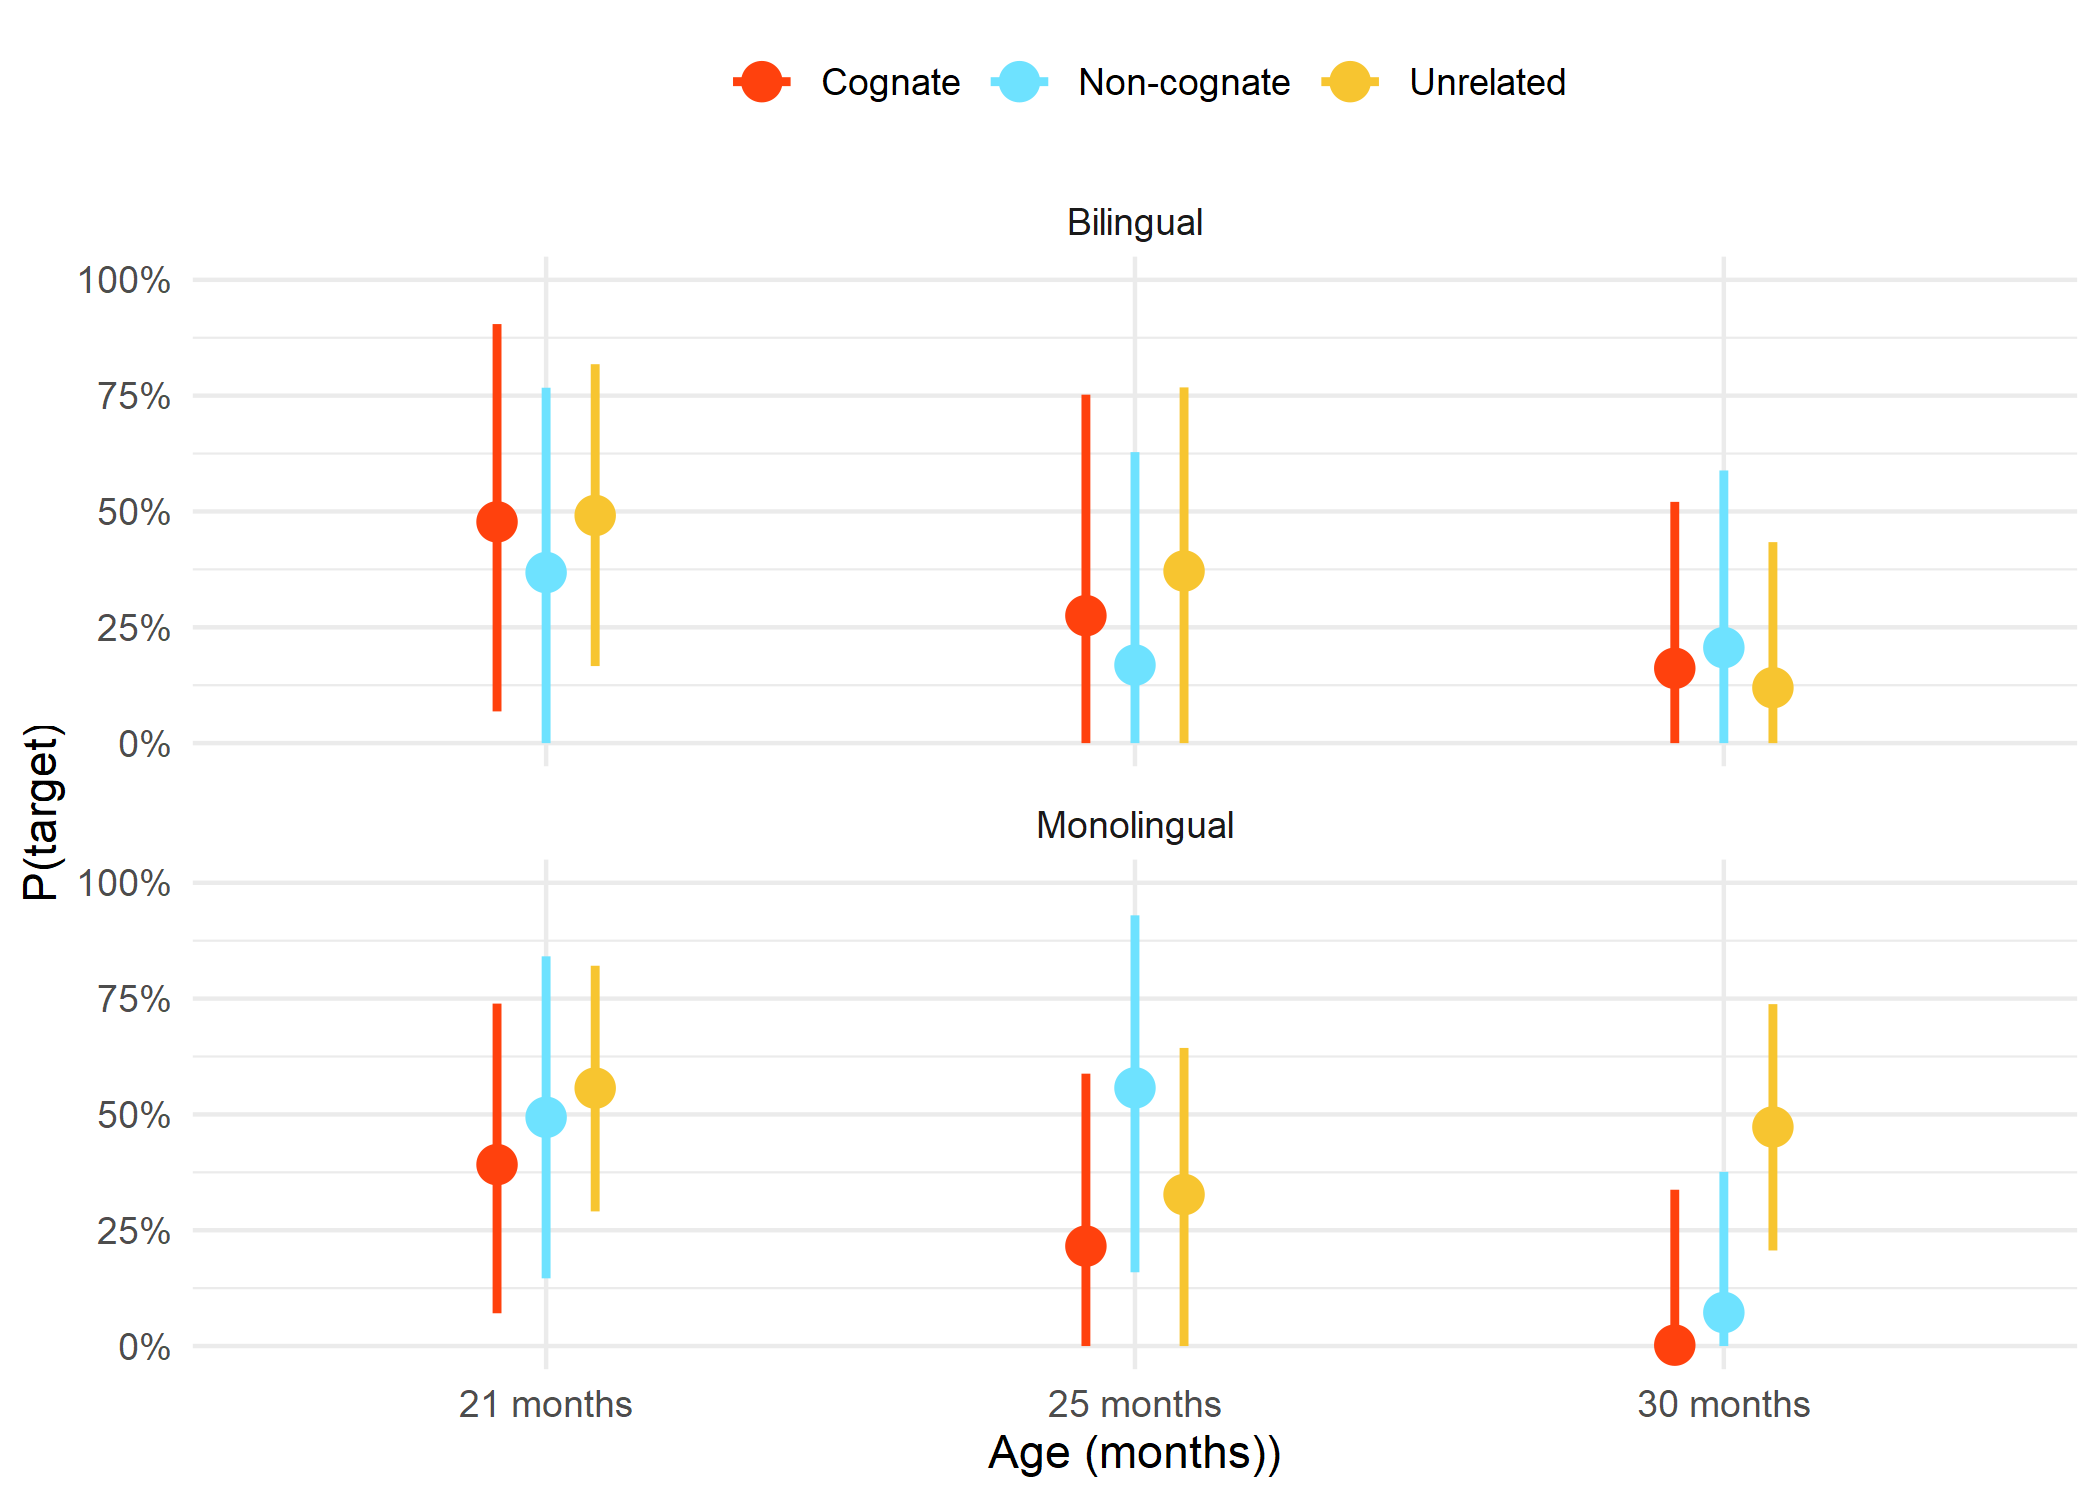 Cognate Non-cognate Unrelated
Bilingual
100%
75%
50%
25%
0%
P(target)
Monolingual
100%
75%
50%
25%
0%
21 months 25 months 30 months
Age (months))